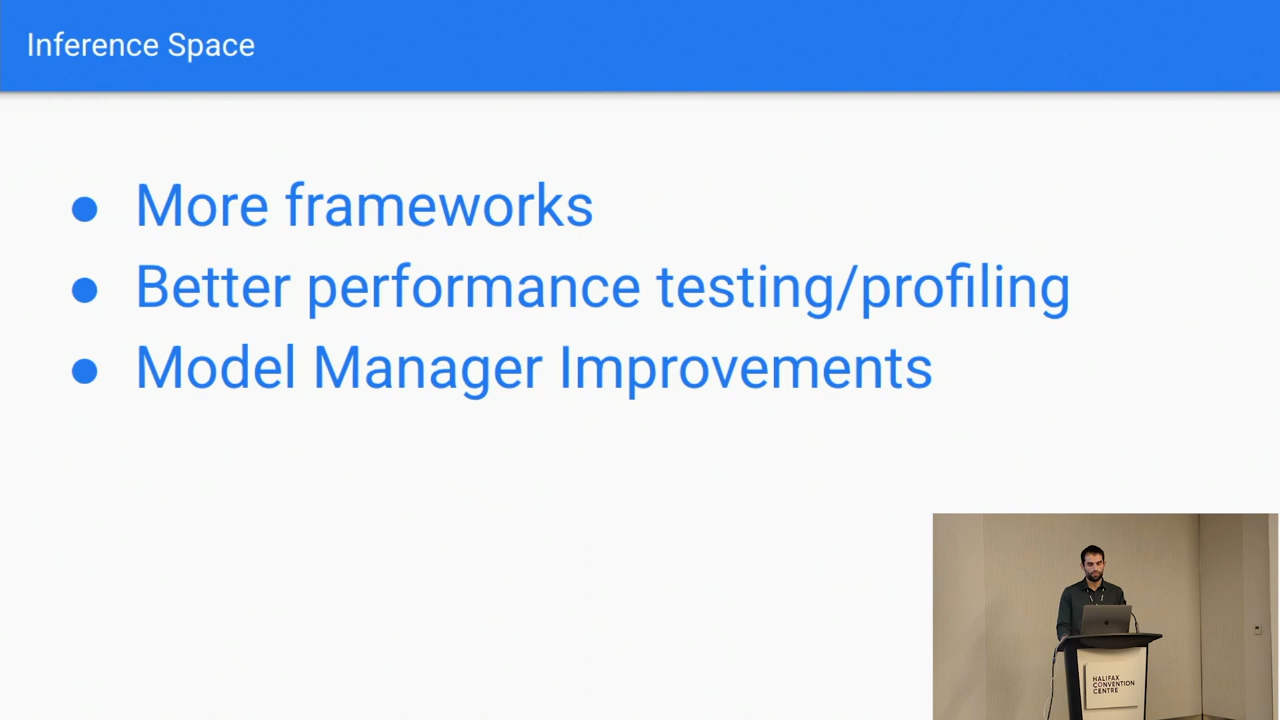 Inference Space
● More frameworks
● Better performance testing/profiling
● Model Manager Improvements
HALIFAX
CONVENTION
CENTRE